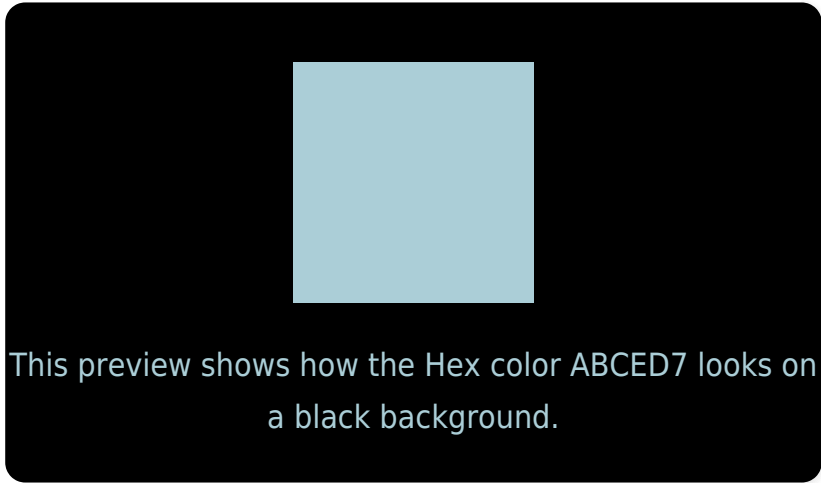 This preview shows how the Hex color ABCED7 looks on
a black background.